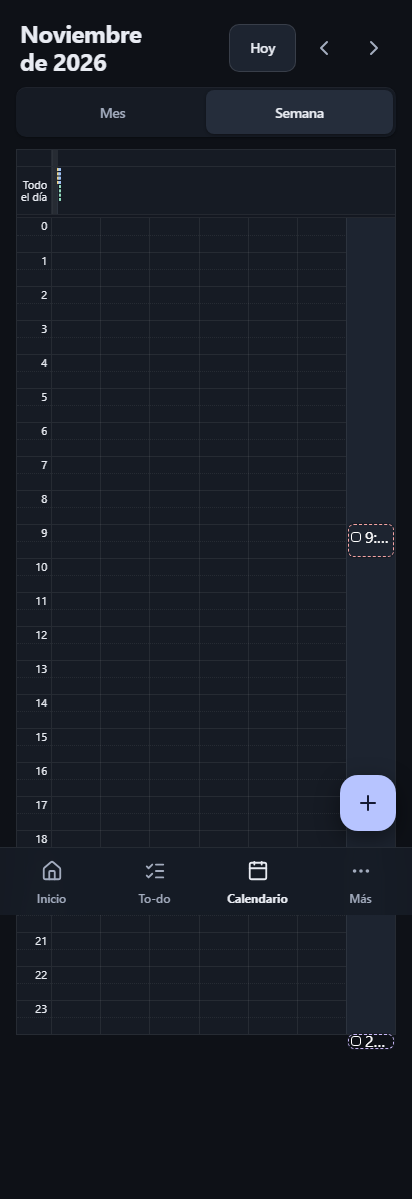 Noviembre
de 2026
Hoy
Mes
Semana
Todo
el día
0
1
2
3
4
5
6
7
8
9
9:...
10
11
12
13
14
15
16
17
18
Inicio
To-do
Calendario
Más
21
22
23
2...